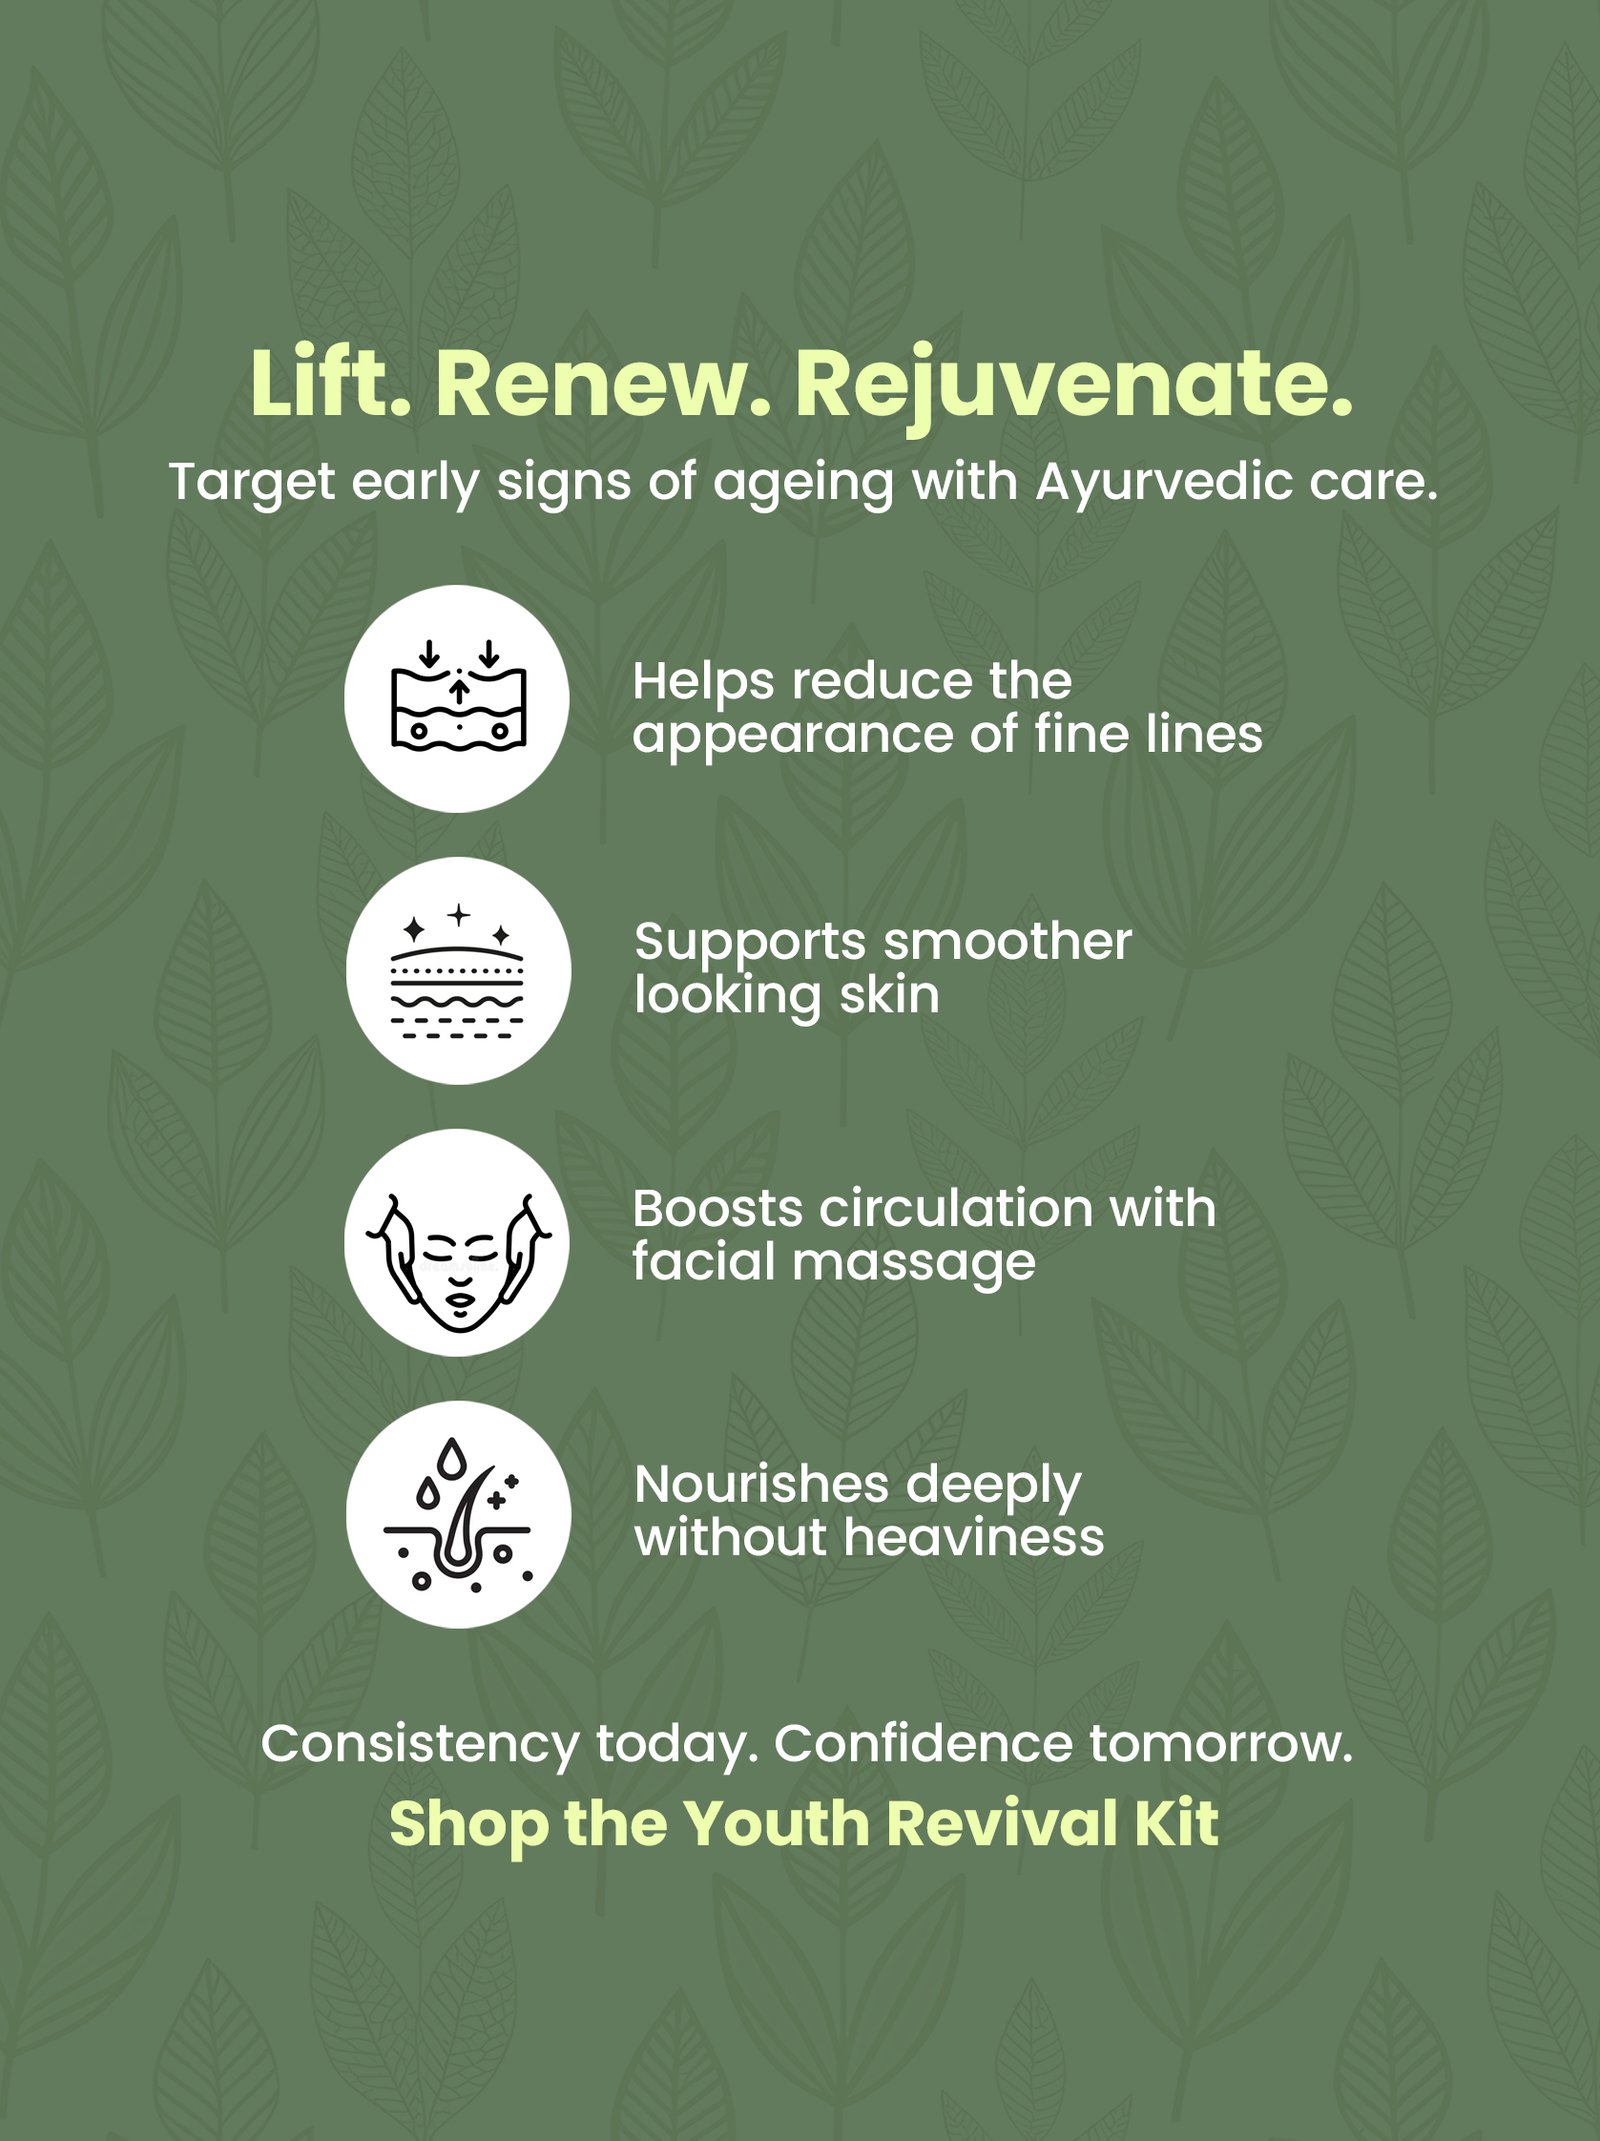 Lift. Renew. Rejuvenate.
Target early signs of ageing with Ayurvedic care.
Helps reduce the
appearance of fine lines
Supports smoother
looking skin
Boosts circulation with
facial massage
Nourishes deeply
without heaviness
Consistency today. Confidence tomorrow.
Shop the Youth Revival Kit